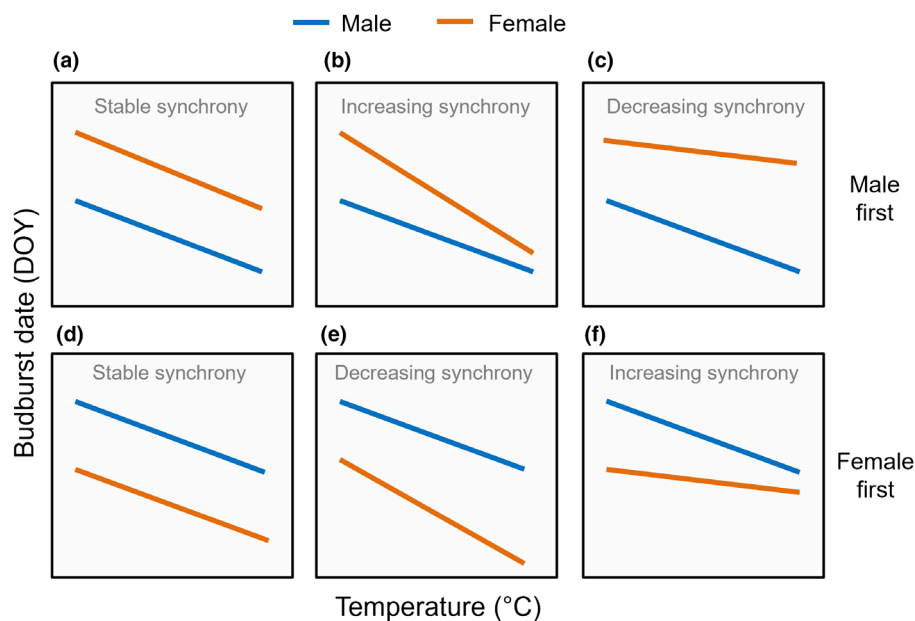 Male Female
(a) (b) (c)
Stable synchrony Increasing synchrony Decreasing synchrony
Male
first
Budburst date (DOY)
(d) (e) (f)
Stable synchrony Decreasing synchrony Increasing synchrony
Female
first
Temperature (°C)